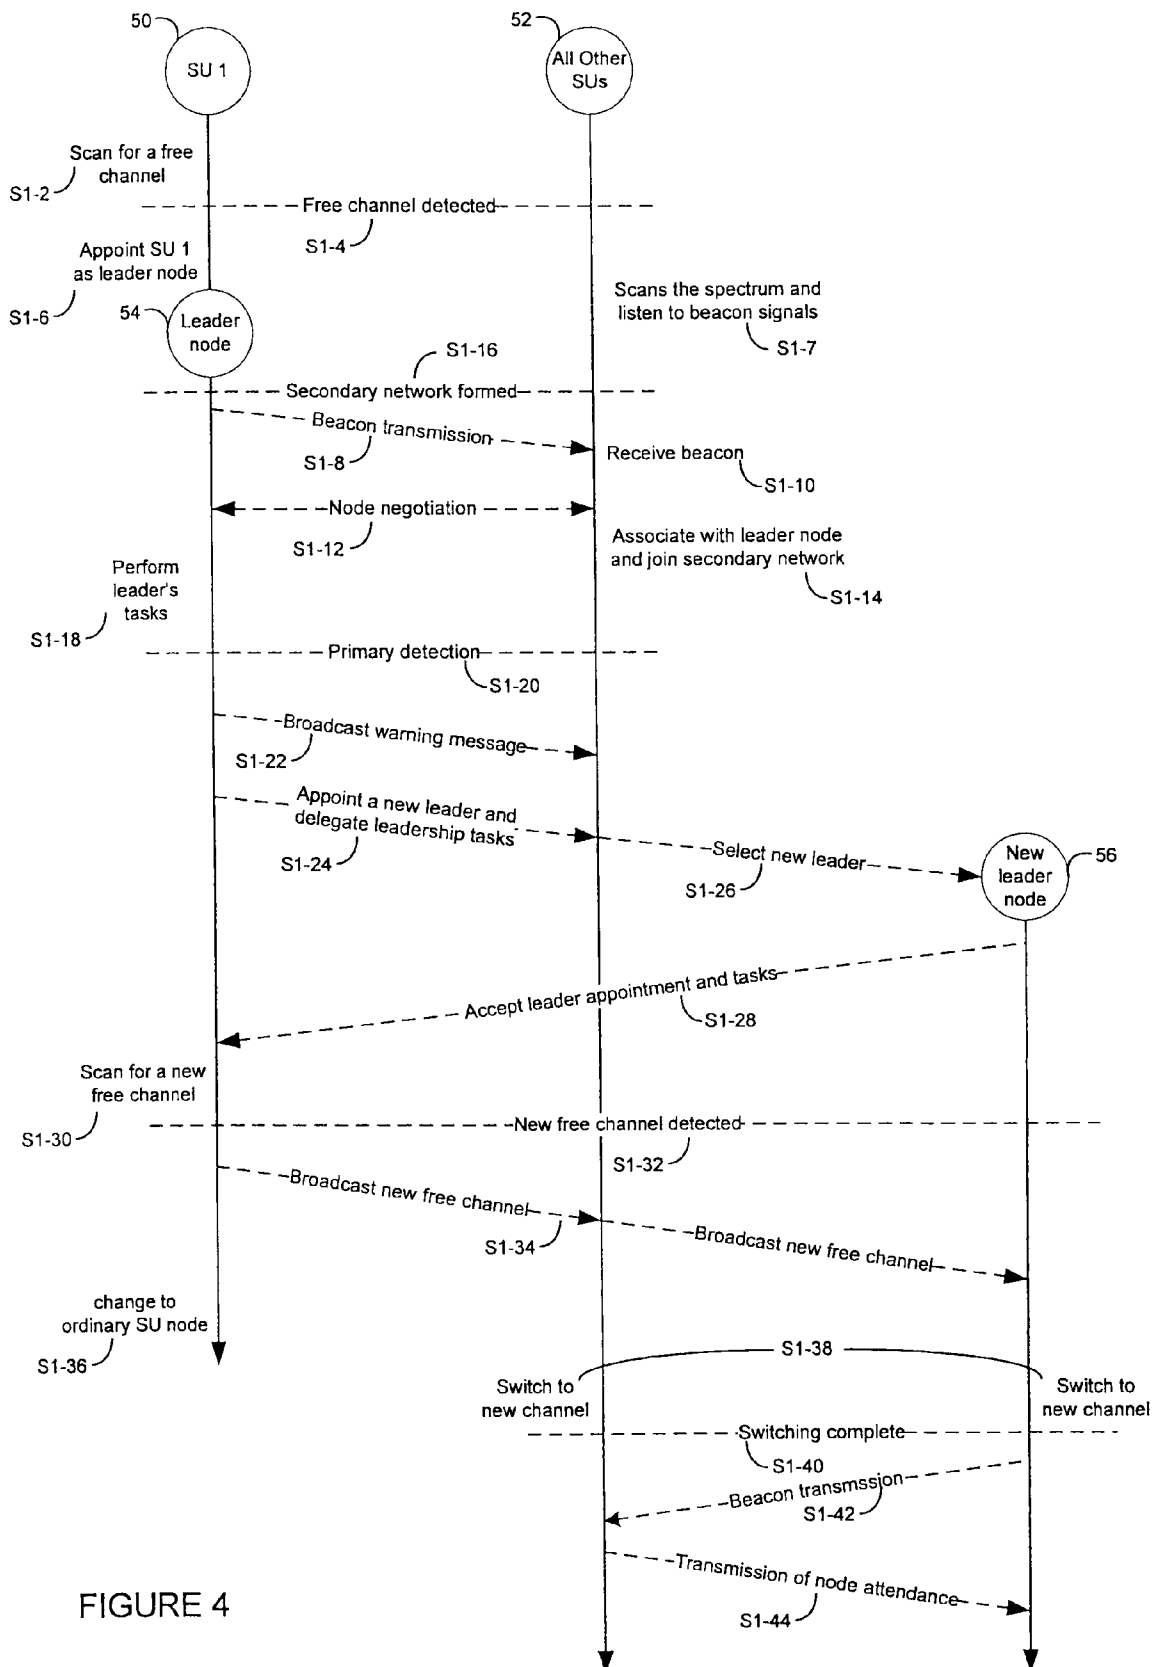 50
52
SU 1
All Other
SUs
Scan for a free
channel
S1-2
Free channel detected
S1-4
Appoint SU 1
as leader node
S1-6
54
Leader
node
Scans the spectrum and
listen to beacon signals
S1-7
S1-16
Secondary network formed
Beacon transmission
S1-8
Receive beacon
S1-10
Node negotiation
S1-12
Associate with leader node
and join secondary network
S1-14
Perform
leader's
tasks
S1-18
Primary detection
S1-20
Broadcast warning message
S1-22
Appoint a new leader and
delegate leadership tasks
S1-24
Select new leader
S1-26
New
leader
node
56
Accept leader appointment and tasks
S1-28
Scan for a new
free channel
S1-30
New free channel detected
S1-32
Broadcast new free channel
S1-34
Broadcast new free channel
change to
ordinary SU node
S1-36
S1-38
Switch to
new channel
Switch to
new channel
Switching complete
S1-40
Beacon transmssion
S1-42
Transmission of node attendance
S1-44
FIGURE 4